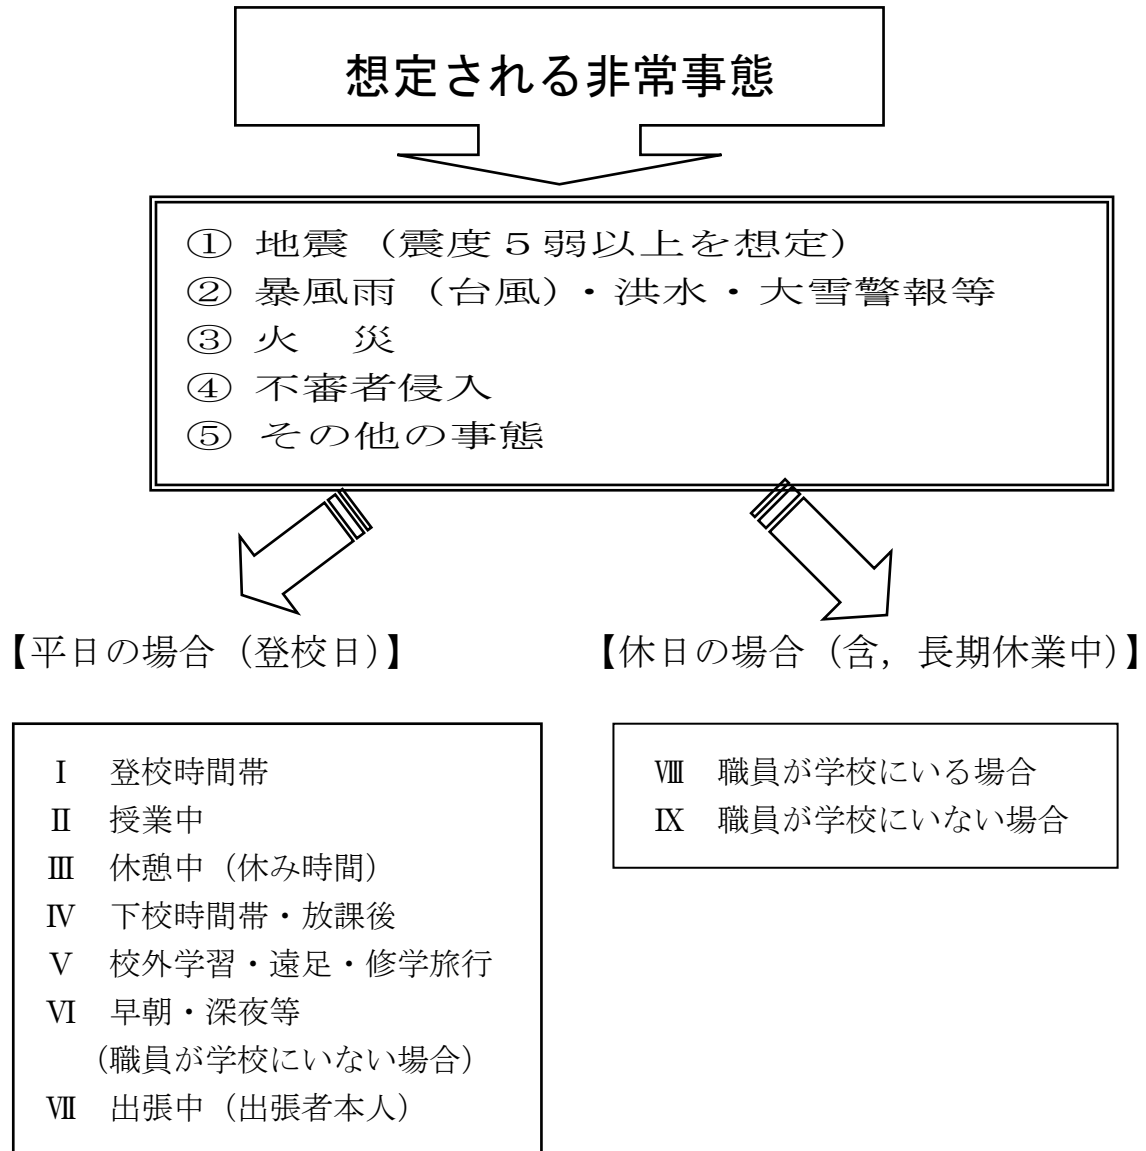 想定される非常事態
① 地震（震度５弱以上を想定）
② 暴風雨（台風）・洪水・大雪警報等
③ 火　災
④ 不審者侵入
⑤ その他の事態
【平日の場合（登校日）】
【休日の場合（含，長期休業中）】
Ⅰ　登校時間帯
Ⅱ　授業中
Ⅲ　休憩中（休み時間）
Ⅳ　下校時間帯・放課後
Ⅴ　校外学習・遠足・修学旅行
Ⅵ　早朝・深夜等
（職員が学校にいない場合）
Ⅶ　出張中（出張者本人）
Ⅷ　職員が学校にいる場合
Ⅸ　職員が学校にいない場合